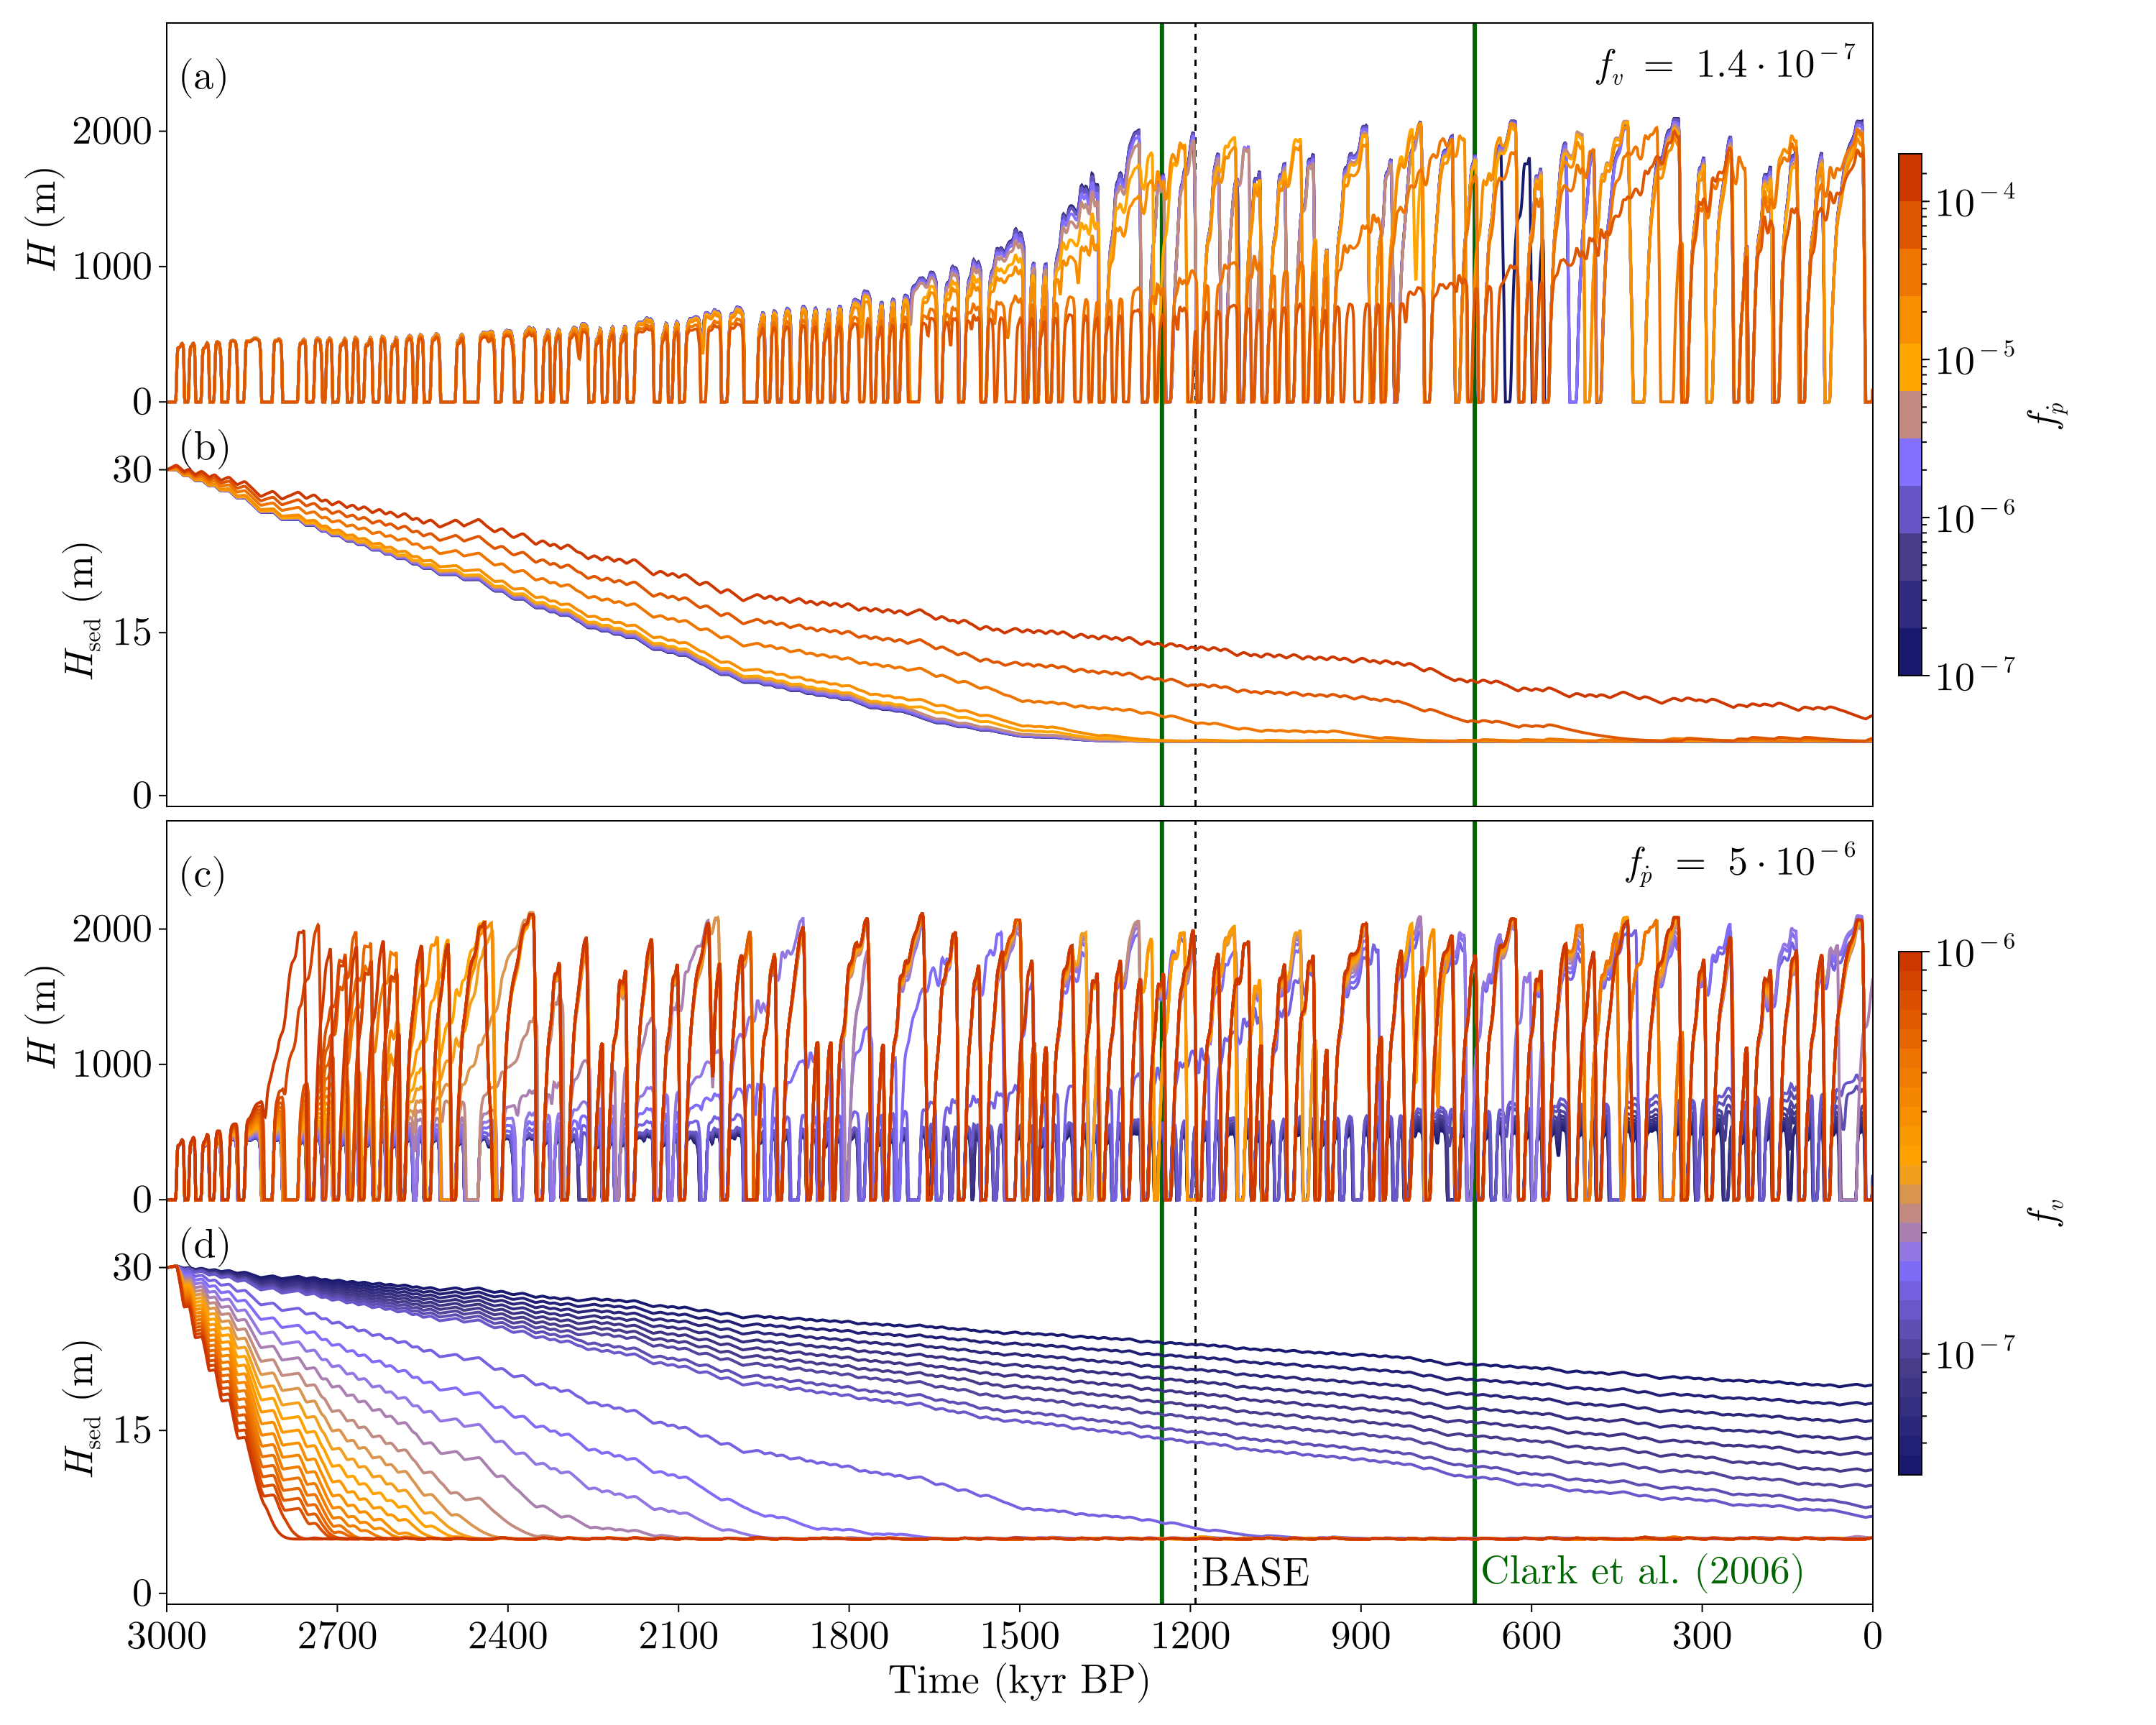 (a)
f_v = 1.4 · 10^−7
2000
1000
0
H (m)
(b)
30
15
0
H_sed (m)
10^−4
10^−5
10^−6
10^−7
f_ṗ
(c)
f_ṗ = 5 · 10^−6
2000
1000
0
H (m)
(d)
30
15
0
H_sed (m)
10^−6
10^−7
f_v
BASE
Clark et al. (2006)
3000 2700 2400 2100 1800 1500 1200 900 600 300 0
Time (kyr BP)